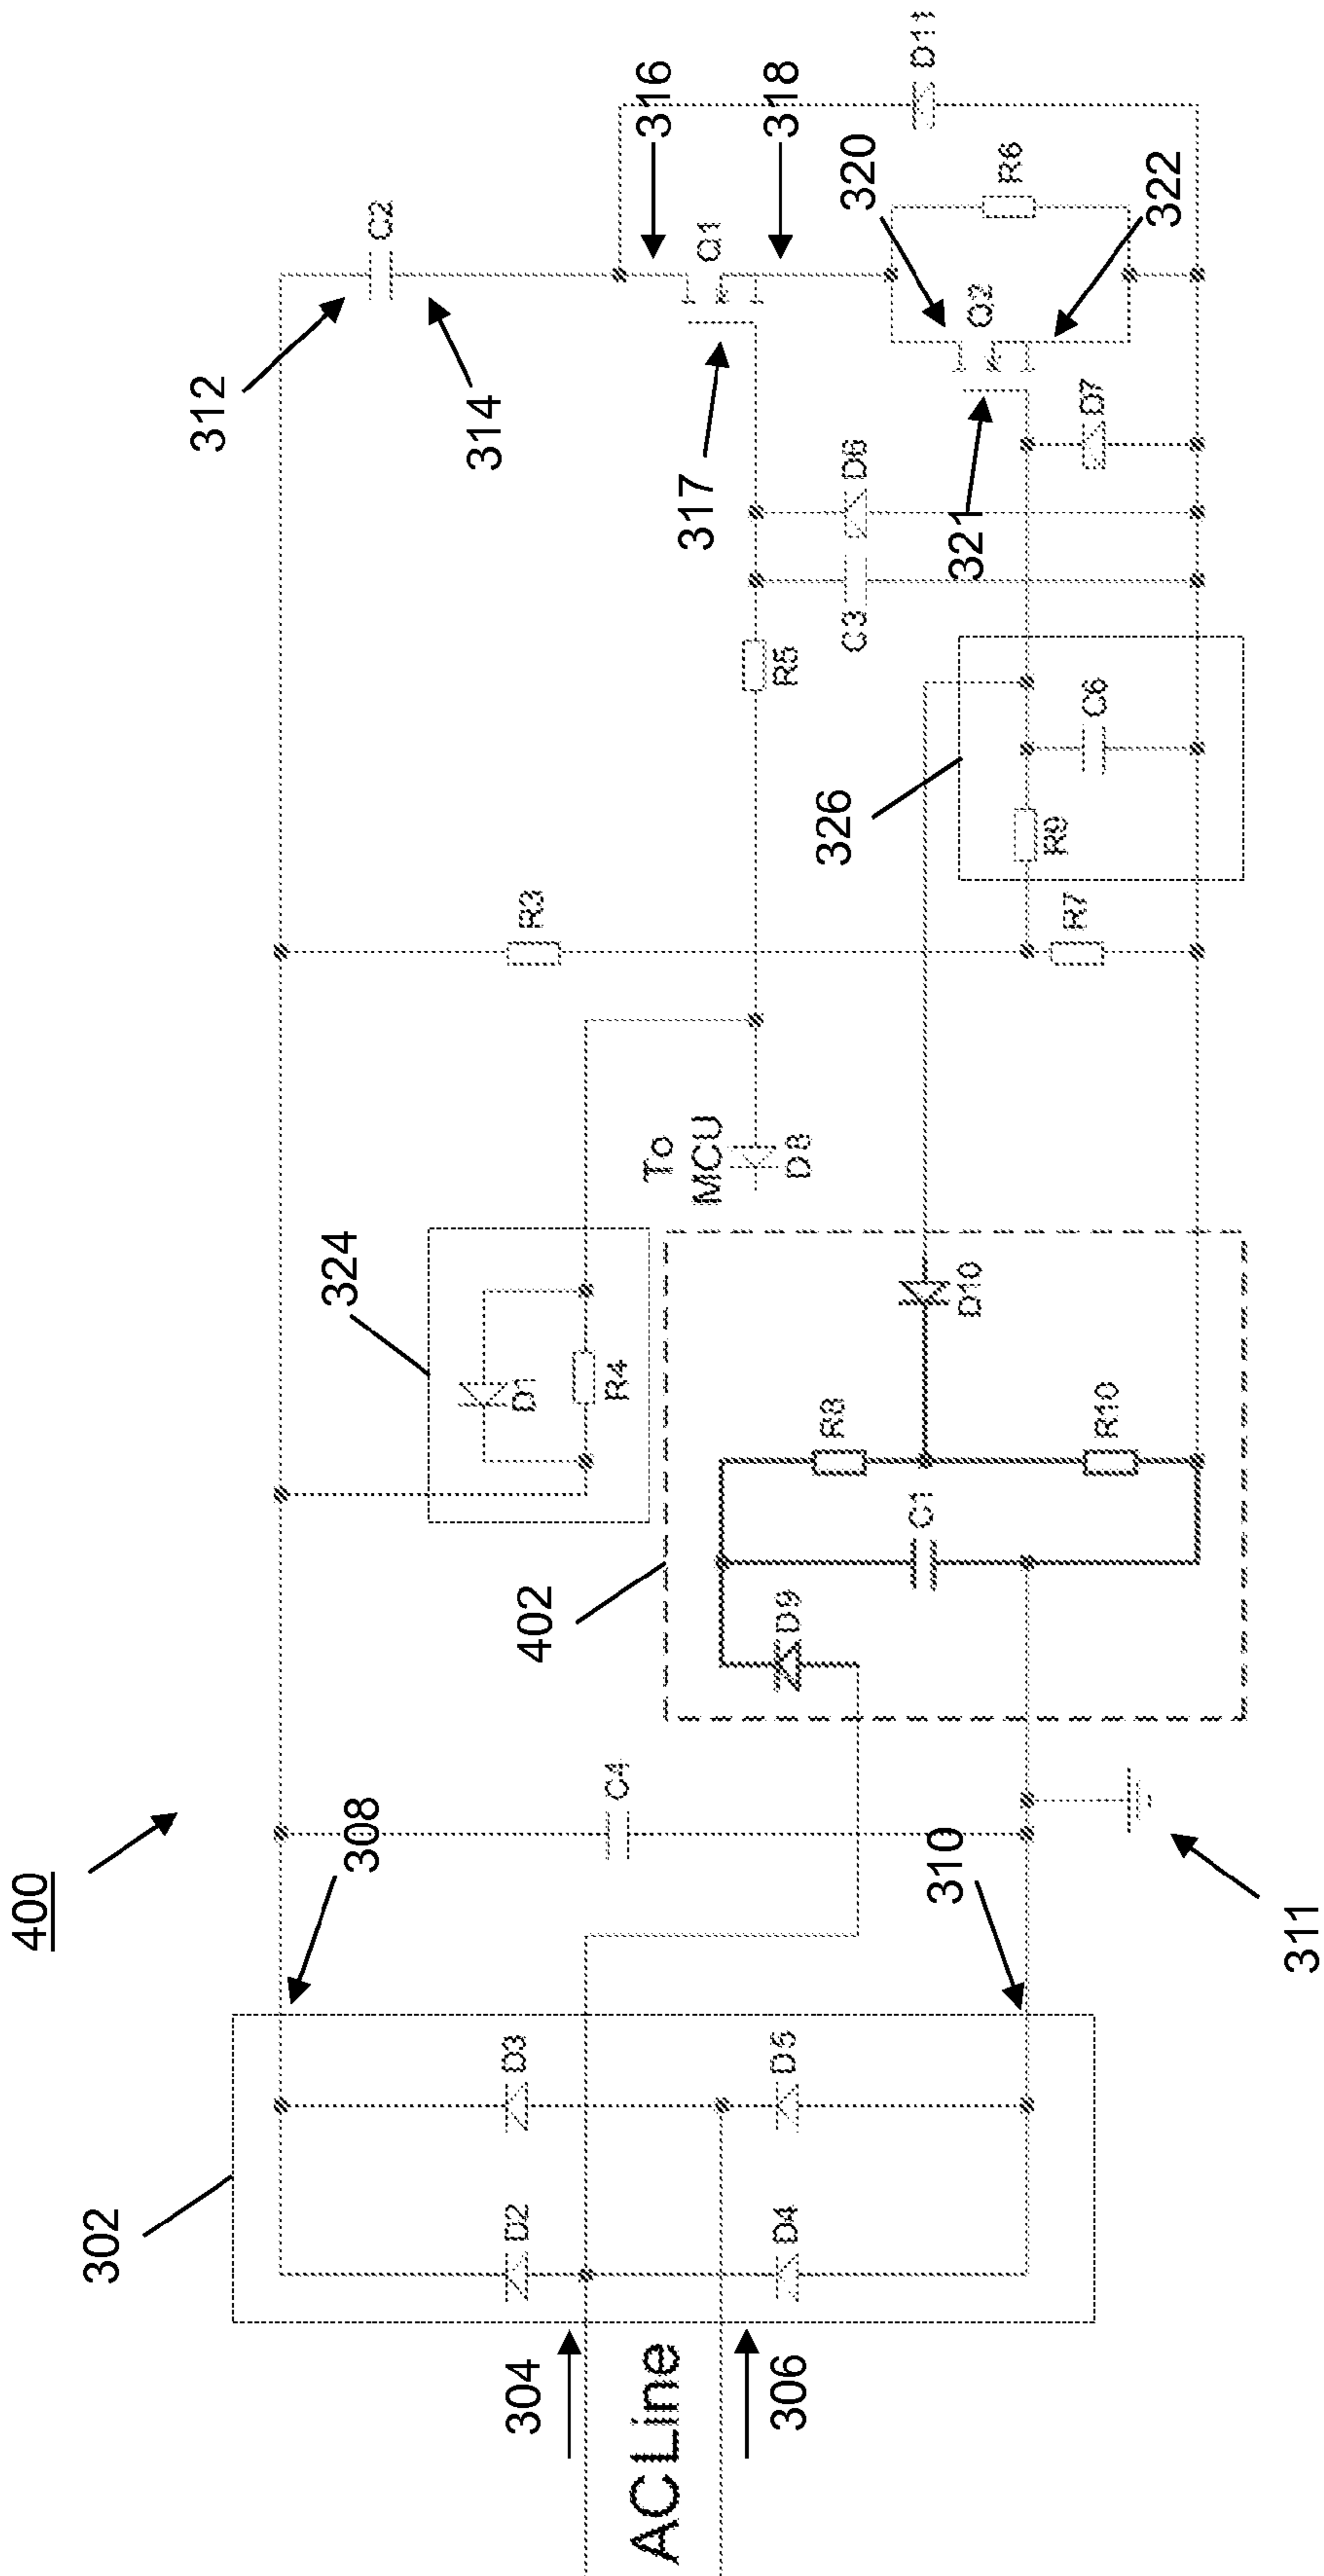 400
302
304
ACLine
306
D2
D3
D4
D5
308
310
311
C4
402
D9
C1
R8
R10
D10
324
D1
R4
To
MCU
D8
R3
R7
326
R9
C6
R5
C3
D6
D7
312
314
C2
316
317
318
Q1
320
321
322
Q2
R6
D11